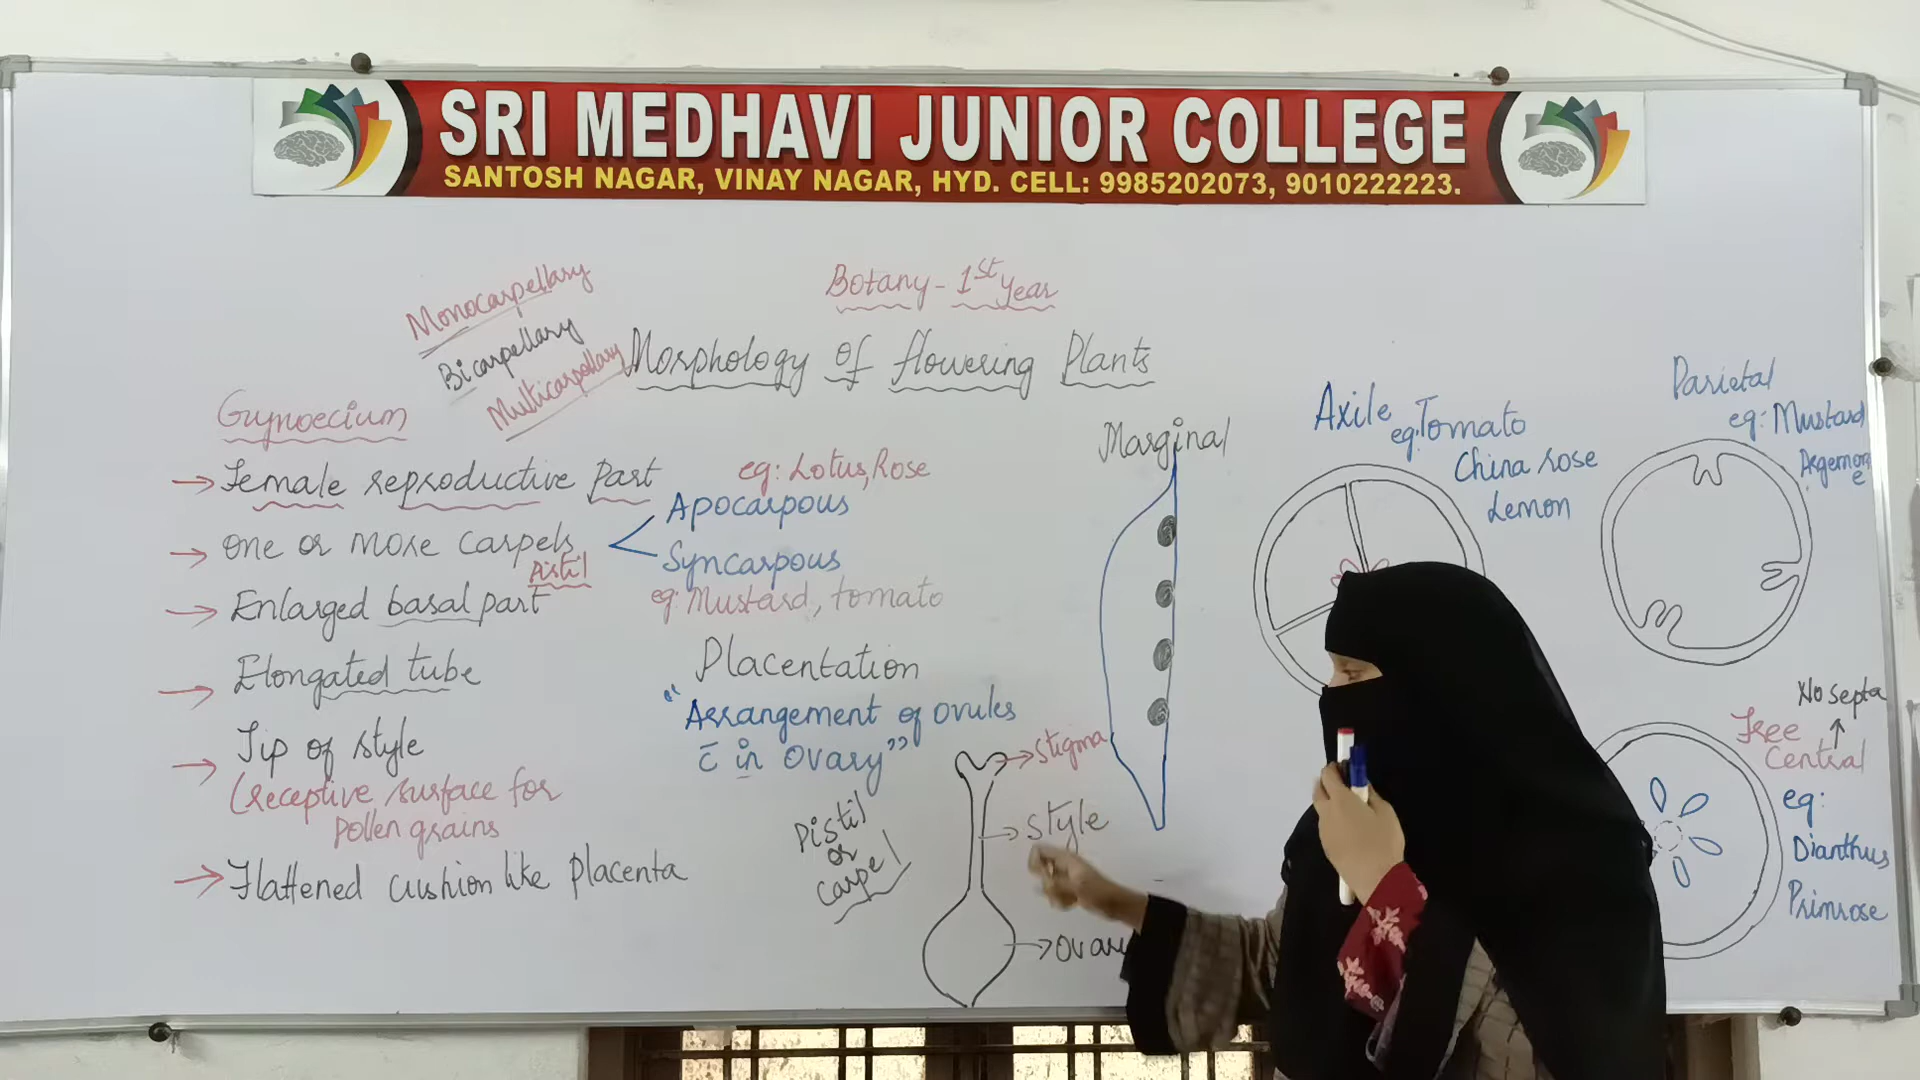 SRI MEDHAVI JUNIOR COLLEGE
SANTOSH NAGAR, VINAY NAGAR, HYD. CELL: 9985202073, 9010222223.
Botany - 1st Year
Morphology of flowering Plants
Monocarpellary
Bicarpellary
Multicarpellary
Gynoecium
→ Female reproductive Part
→ One or more carpels
Pistil
→ Enlarged basal part
→ Elongated tube
→ Tip of style
(receptive surface for
pollen grains
→ Flattened cushion like placenta
eg: Lotus, Rose
Apocarpous
Syncarpous
eg: Mustard, tomato
Placentation
"Arrangement of ovules
c̄ in ovary"
Pistil
or
carpel
→ Stigma
→ Style
→ Ovary
Marginal
Axile
eg: Tomato
China rose
Lemon
Parietal
eg: Mustard
Argemone
No septa
↑
Free
Central
eg:
Dianthus
Primrose